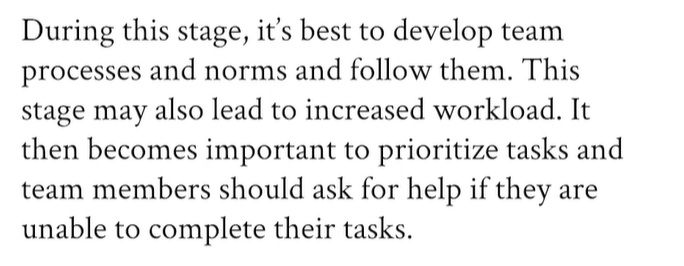 During this stage, it's best to develop team
processes and norms and follow them. This
stage may also lead to increased workload. It
then becomes important to prioritize tasks and
team members should ask for help if they are
unable to complete their tasks.